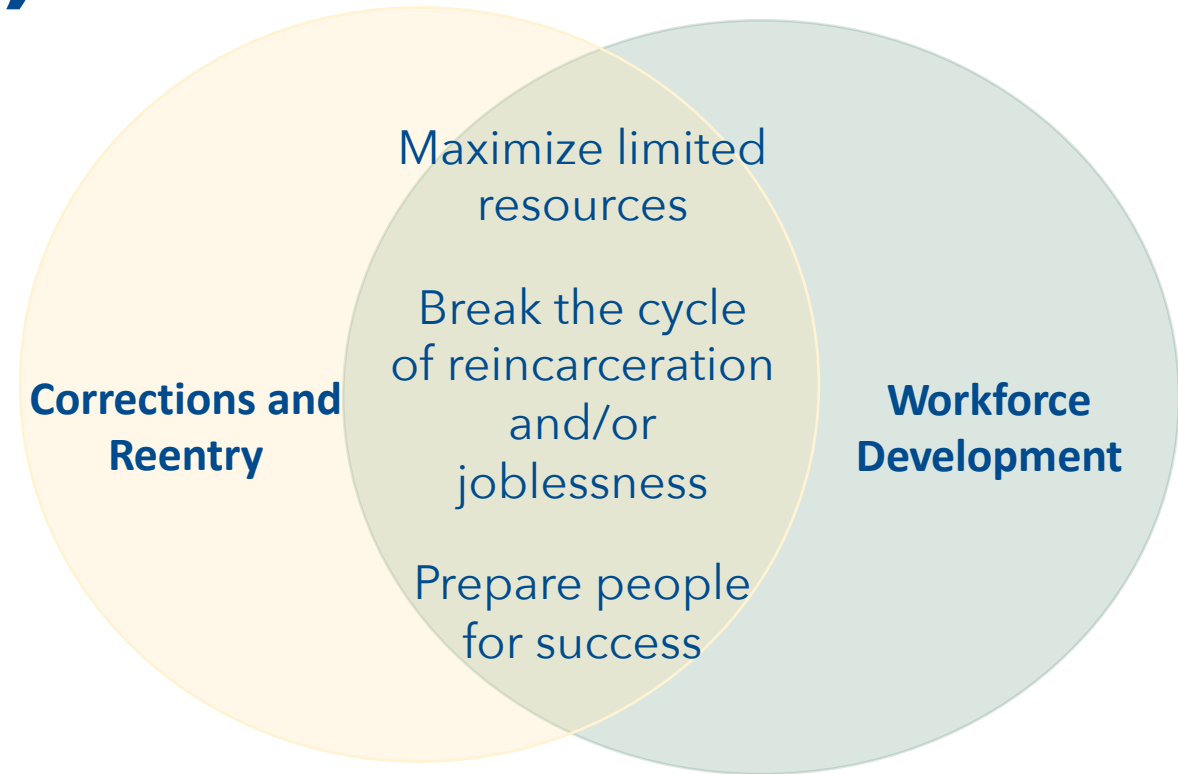 Maximize limited
resources
Break the cycle
of reincarceration
and/or
joblessness
Corrections and
Reentry
Workforce
Development
Prepare people
for success